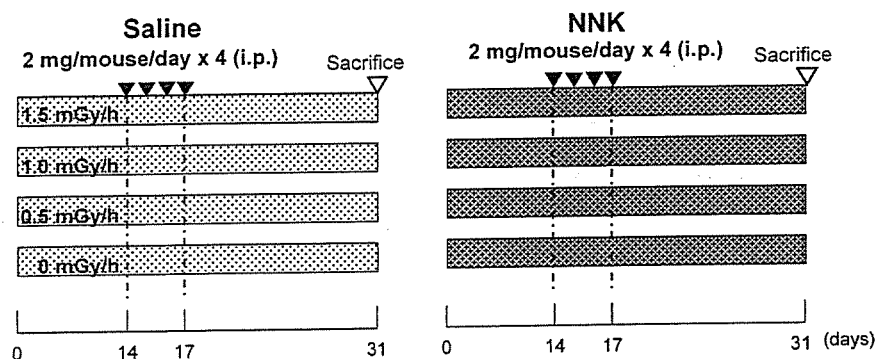 Saline
2 mg/mouse/day x 4 (i.p.)
Sacrifice
1.5 mGy/h
1.0 mGy/h
0.5 mGy/h
0 mGy/h
0 14 17 31
NNK
2 mg/mouse/day x 4 (i.p.)
Sacrifice
0 14 17 31 (days)